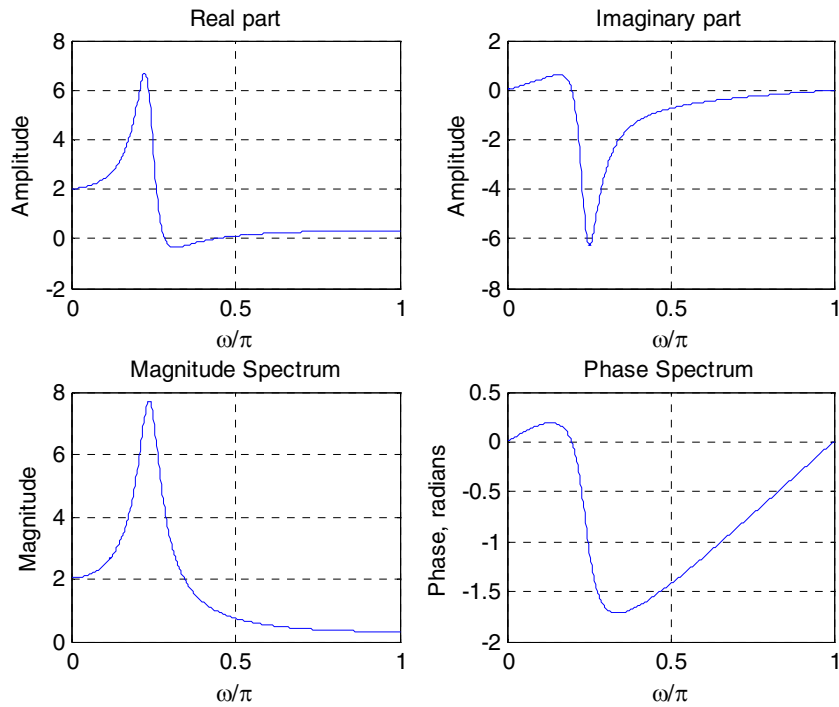 Real part
Amplitude
8
6
4
2
0
-2
0
0.5
1
ω/π
Imaginary part
Amplitude
2
0
-2
-4
-6
-8
0
0.5
1
ω/π
Magnitude Spectrum
Magnitude
8
6
4
2
0
0
0.5
1
ω/π
Phase Spectrum
Phase, radians
0.5
0
-0.5
-1
-1.5
-2
0
0.5
1
ω/π